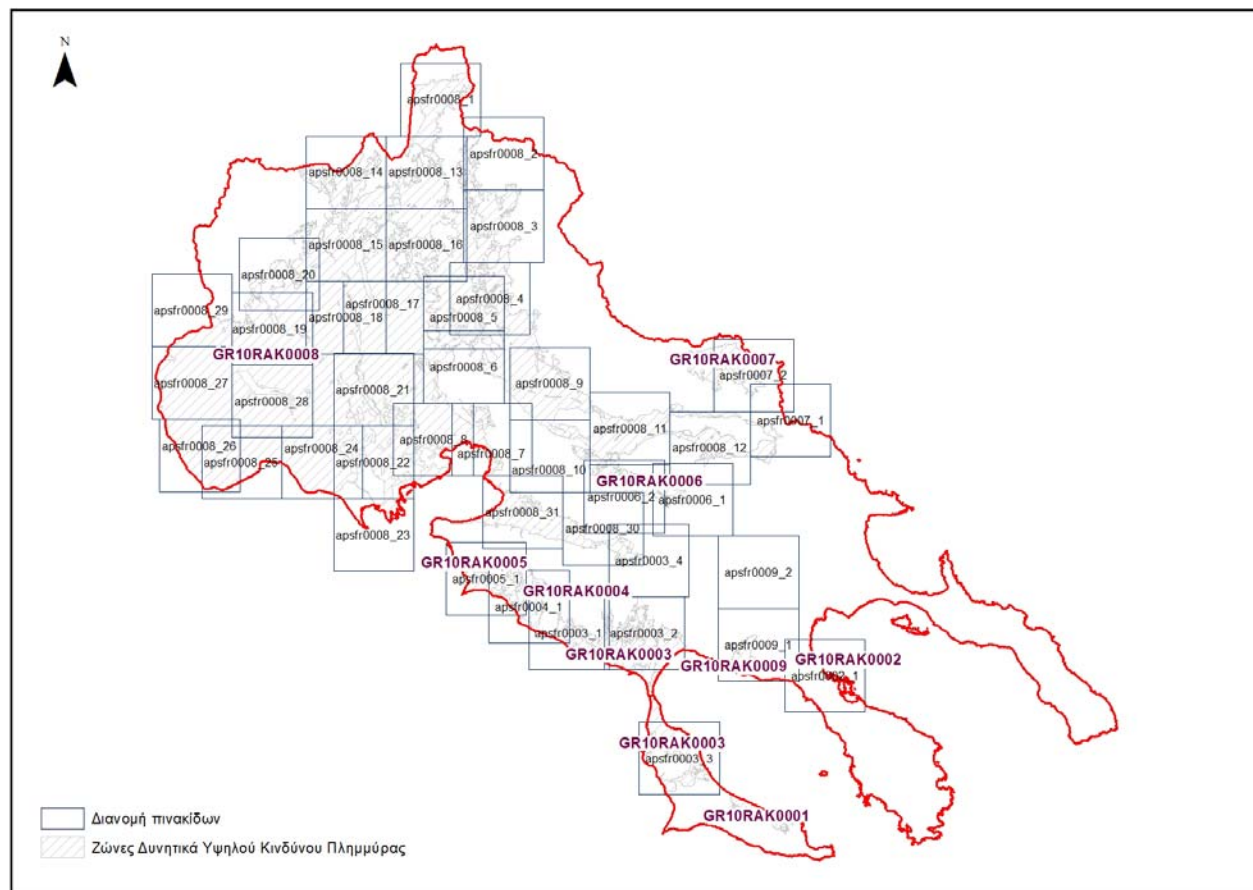 N
apsfr0008_1
apsfr0008_2
apsfr0008_14
apsfr0008_13
apsfr0008_3
apsfr0008_15
apsfr0008_16
apsfr0008_20
apsfr0008_4
apsfr0008_29
apsfr0008_17
apsfr0008_19
apsfr0008_18
apsfr0008_5
GR10RAK0008
GR10RAK0007
apsfr0008_6
apsfr0008_9
apsfr0007_2
apsfr0008_27
apsfr0008_21
apsfr0008_28
apsfr0007_1
apsfr0008_11
apsfr0008_8
apsfr0008_26
apsfr0008_24
apsfr0008_7
apsfr0008_12
apsfr0008_25
apsfr0008_22
apsfr0008_10
GR10RAK0006
apsfr0006_2
apsfr0006_1
apsfr0008_31
apsfr0008_30
apsfr0008_23
GR10RAK0005
apsfr0003_4
apsfr0005_1
apsfr0009_2
GR10RAK0004
apsfr0004_1
apsfr0003_1
apsfr0003_2
apsfr0009_1
GR10RAK0003
GR10RAK0009
GR10RAK0002
apsfr0002_1
GR10RAK0003
apsfr0003_3
GR10RAK0001
Διανομή πινακίδων
Ζώνες Δυνητικά Υψηλού Κινδύνου Πλημμύρας